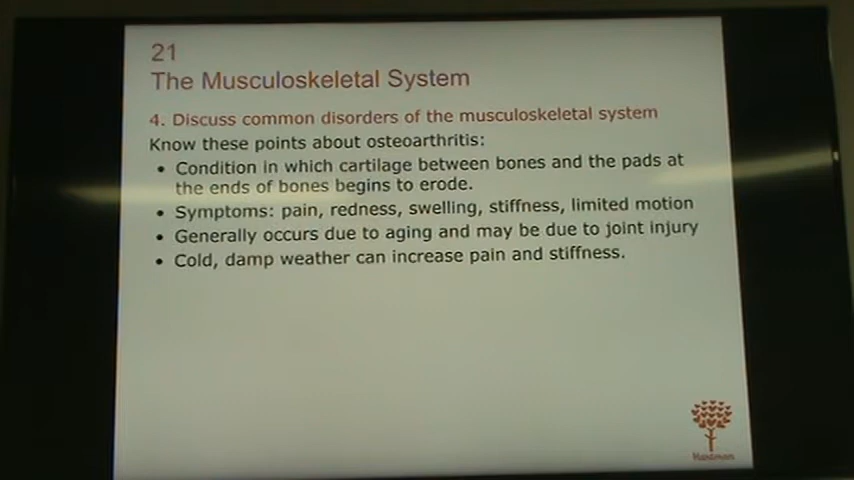 21
The Musculoskeletal System
4. Discuss common disorders of the musculoskeletal system
Know these points about osteoarthritis:
• Condition in which cartilage between bones and the pads at
the ends of bones begins to erode.
• Symptoms: pain, redness, swelling, stiffness, limited motion
• Generally occurs due to aging and may be due to joint injury
• Cold, damp weather can increase pain and stiffness.
Hartman